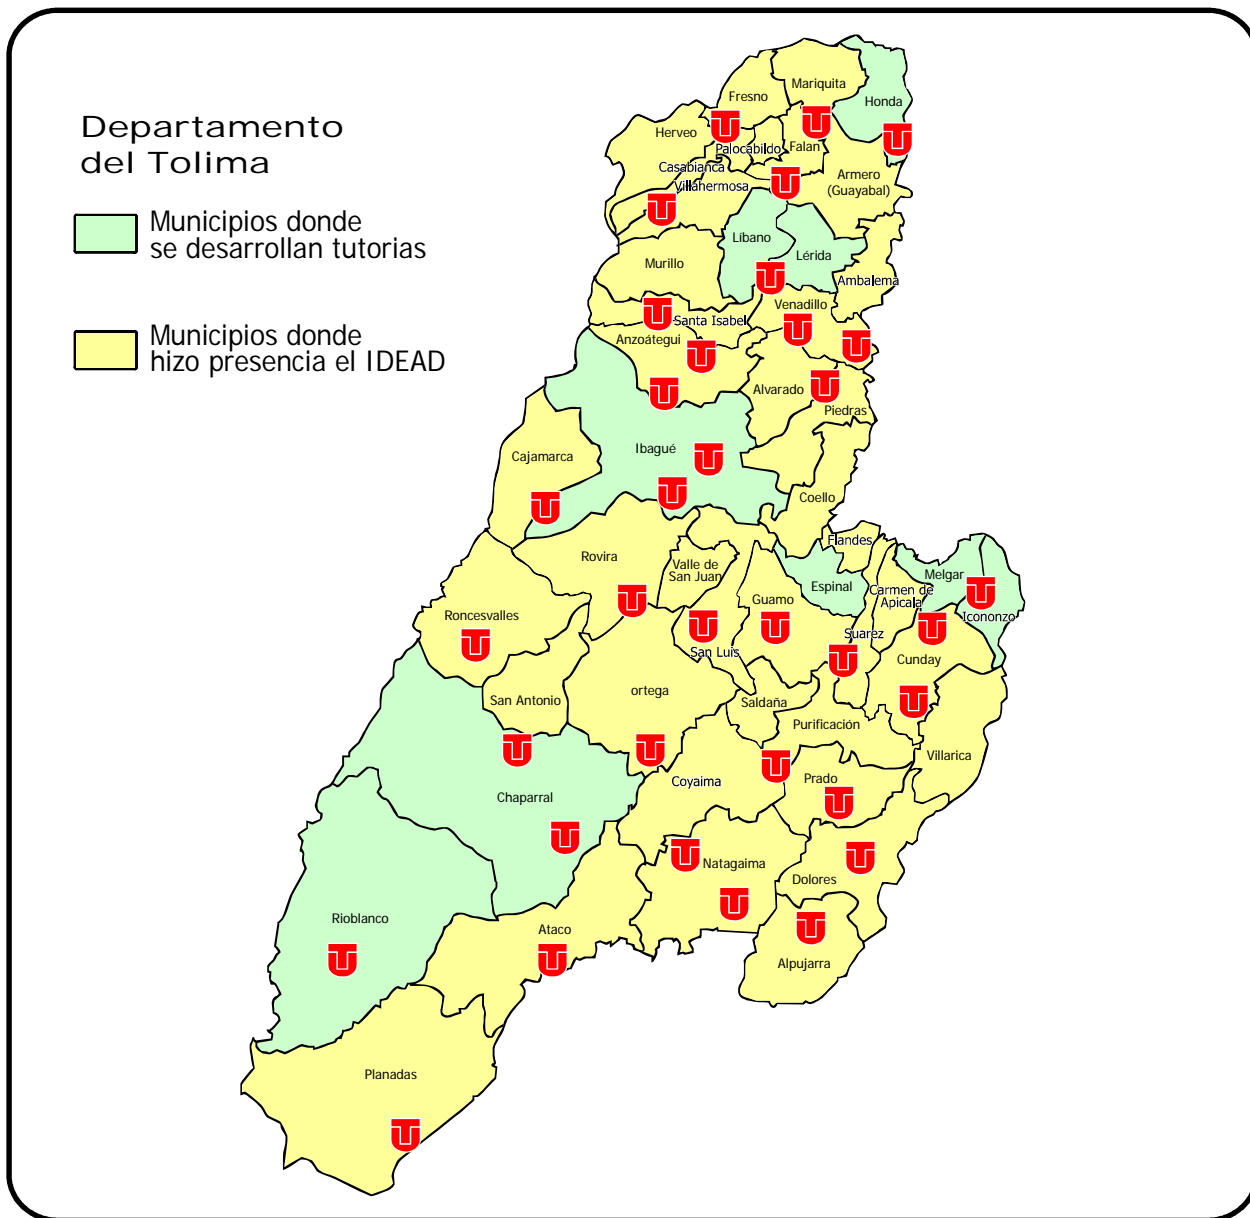 Departamento
del Tolima
Municipios donde
se desarrollan tutorias
Municipios donde
hizo presencia el IDEAD
Mariquita
Fresno
Honda
Herveo
Palocabildo
Falan
Casabianca
Villahermosa
Armero
(Guayabal)
Líbano
Lérida
Murillo
Ambalema
Venadillo
Santa Isabel
Anzoátegui
Alvarado
Piedras
Ibagué
Cajamarca
Coello
Flandes
Rovira
Valle de
San Juan
Espinal
Melgar
Carmen de
Apicala
Guamo
Icononzo
Roncesvalles
Suarez
San Luis
Cunday
San Antonio
ortega
Saldaña
Purificación
Villarica
Coyaima
Prado
Chaparral
Natagaima
Dolores
Rioblanco
Ataco
Alpujarra
Planadas